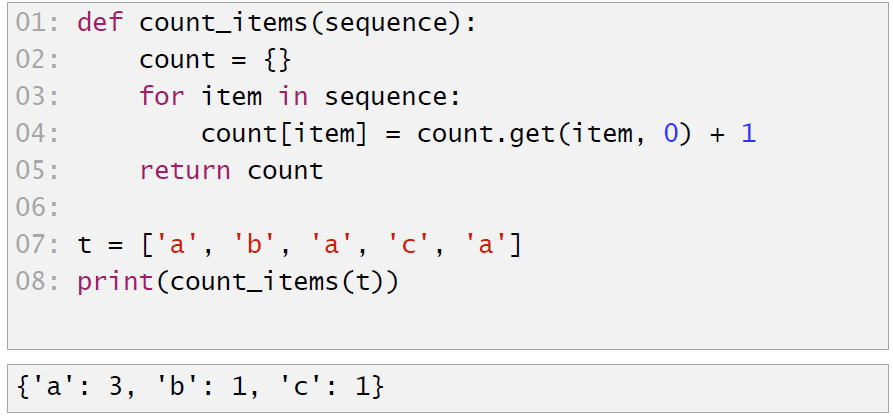 01: def count_items(sequence):
02:     count = {}
03:     for item in sequence:
04:         count[item] = count.get(item, 0) + 1
05:     return count
06:
07: t = ['a', 'b', 'a', 'c', 'a']
08: print(count_items(t))
{'a': 3, 'b': 1, 'c': 1}